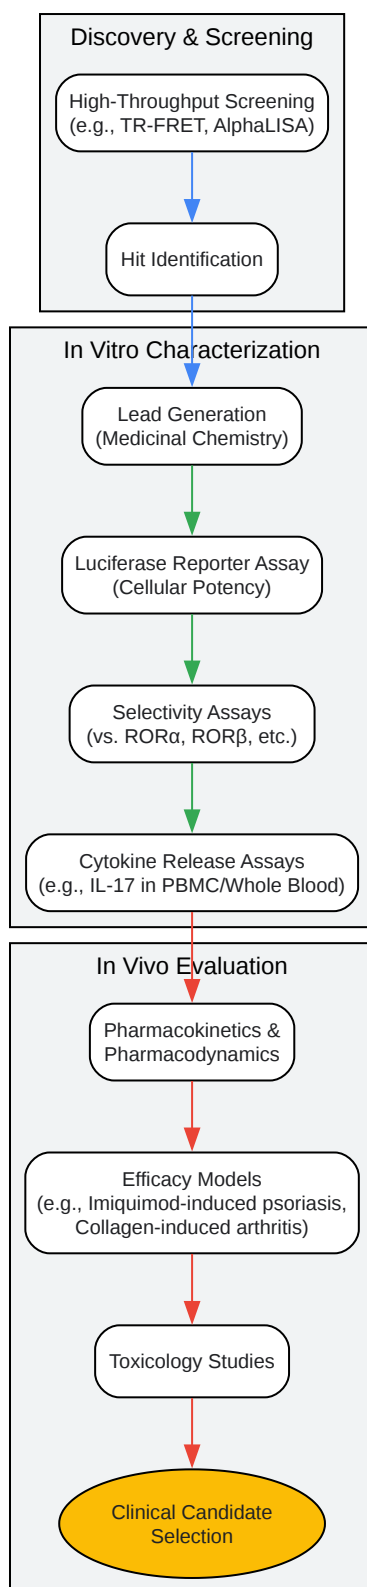 Discovery & Screening
High-Throughput Screening
(e.g., TR-FRET, AlphaLISA)
Hit Identification
In Vitro Characterization
Lead Generation
(Medicinal Chemistry)
Luciferase Reporter Assay
(Cellular Potency)
Selectivity Assays
(vs. RORα, RORβ, etc.)
Cytokine Release Assays
(e.g., IL-17 in PBMC/Whole Blood)
In Vivo Evaluation
Pharmacokinetics &
Pharmacodynamics
Efficacy Models
(e.g., Imiquimod-induced psoriasis,
Collagen-induced arthritis)
Toxicology Studies
Clinical Candidate
Selection